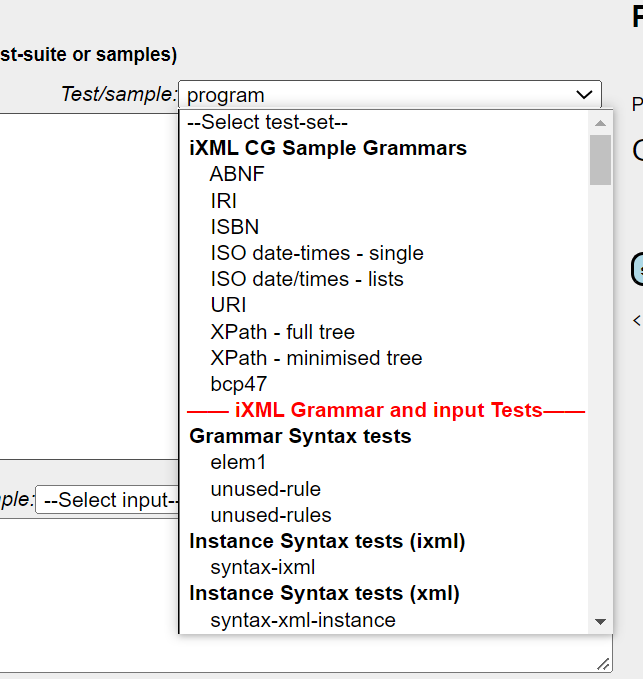 st-suite or samples)
Test/sample: program
--Select test-set--
iXML CG Sample Grammars
ABNF
IRI
ISBN
ISO date-times - single
ISO date/times - lists
URI
XPath - full tree
XPath - minimised tree
bcp47
—— iXML Grammar and input Tests——
Grammar Syntax tests
elem1
unused-rule
unused-rules
Instance Syntax tests (ixml)
syntax-ixml
Instance Syntax tests (xml)
syntax-xml-instance
ple: --Select input--
P
<